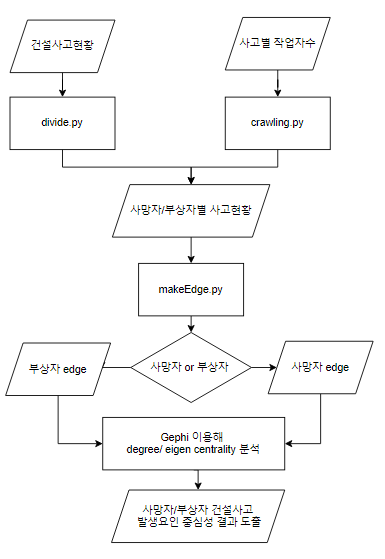 건설사고현황
사고별 작업자수
divide.py
crawling.py
사망자/부상자별 사고현황
makeEdge.py
부상자 edge
사망자 or 부상자
사망자 edge
Gephi 이용해
degree/ eigen centrality 분석
사망자/부상자 건설사고
발생요인 중심성 결과 도출